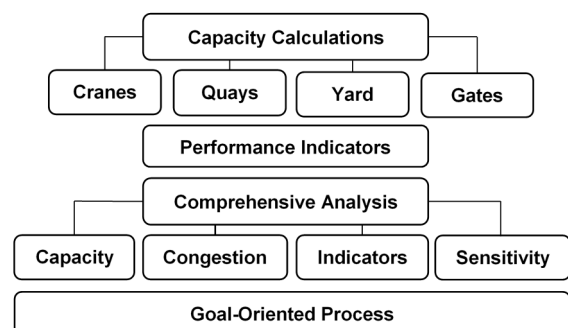 Capacity Calculations
Cranes
Quays
Yard
Gates
Performance Indicators
Comprehensive Analysis
Capacity
Congestion
Indicators
Sensitivity
Goal-Oriented Process